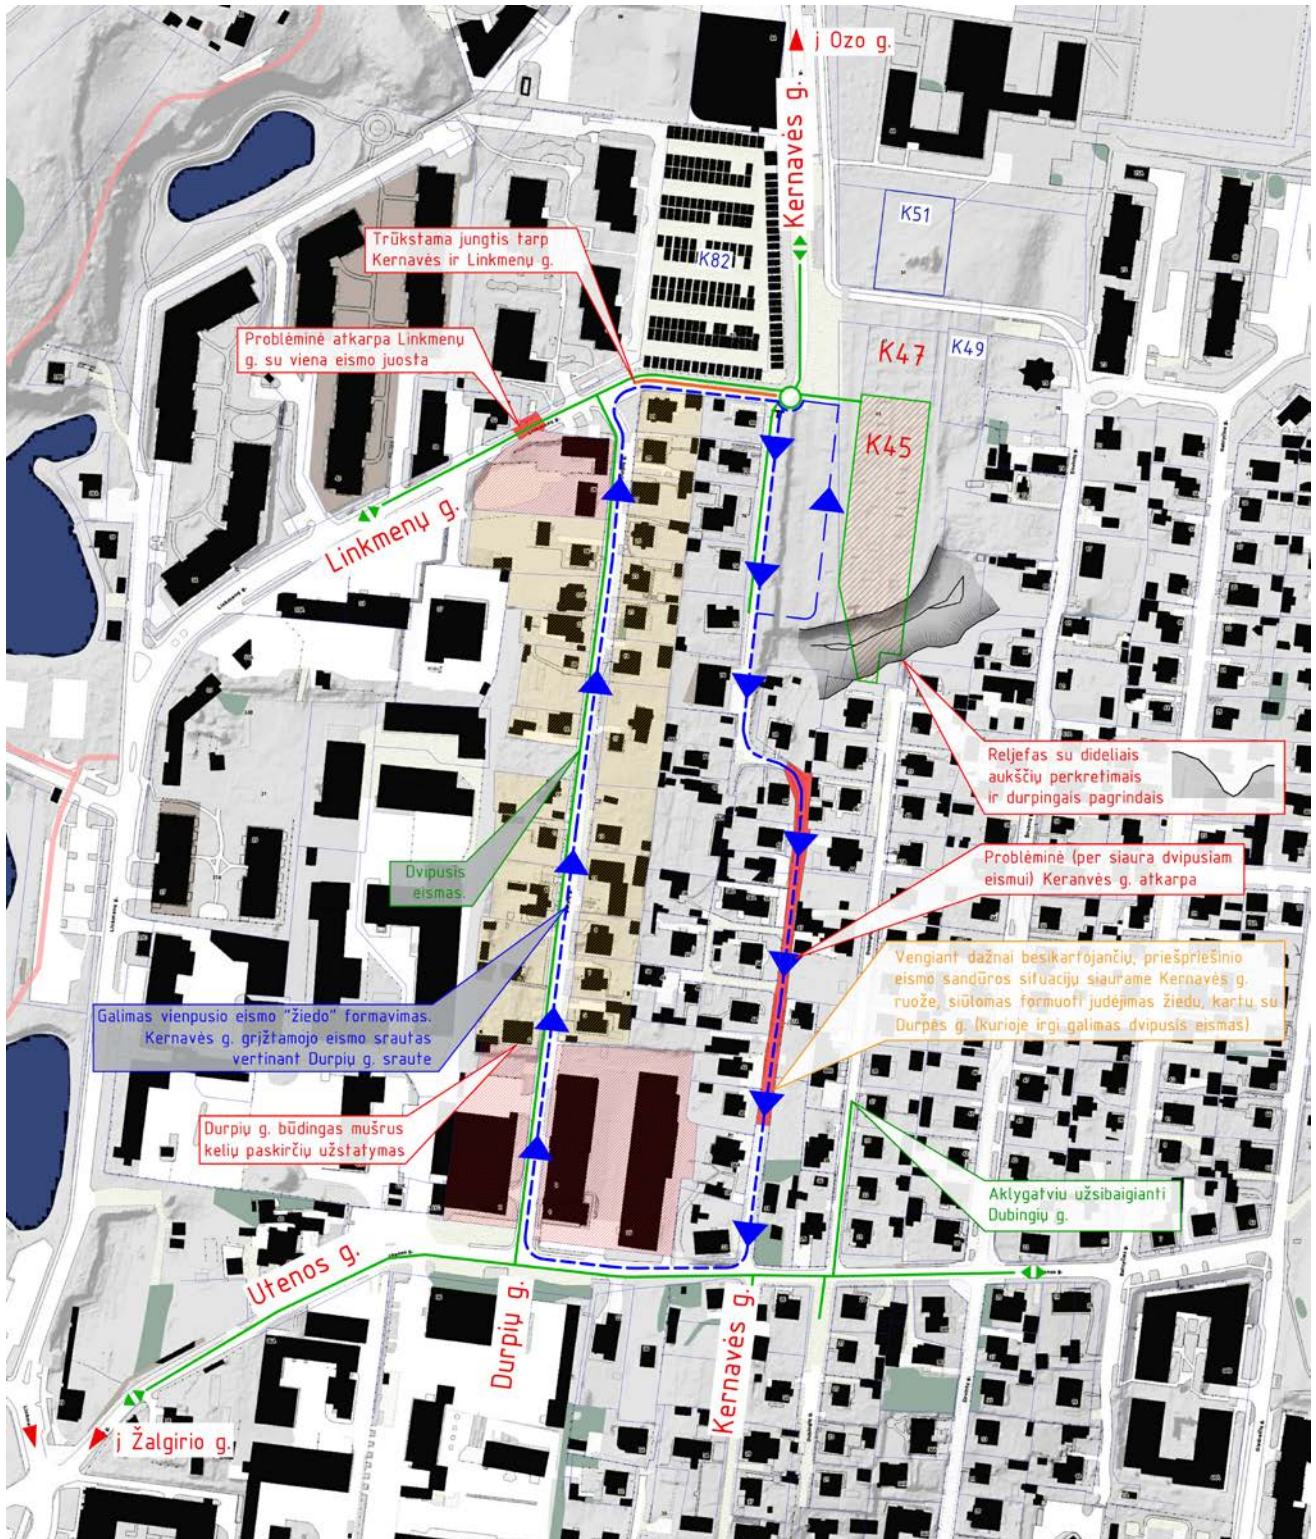 į Ozo g.
Kernavės g.
K51
K82
Trūkstama jungtis tarp
Kernavės ir Linkmenų g.
Problėminė atkarpa Linkmenų
g. su viena eismo juosta
K47
K49
K45
Linkmenų g.
Linkmenų g.
Reljefas su dideliais
aukščių perkretimais
ir durpingais pagrindais
Dvipusis
eismas.
Problėminė (per siaura dvipusiam
eismui) Keranvės g. atkarpa
Vengiant dažnai besikartojančių, priešpriešinio
eismo sandūros situacijų siaurame Kernavės g.
ruože, siūlomas formuoti judėjimas žiedu, kartu su
Durpės g. (kurioje irgi galimas dvipusis eismas)
Galimas vienpusio eismo "žiedo" formavimas.
Kernavės g. grįžtamojo eismo srautas
vertinant Durpių g. sraute
Durpių g. būdingas mušrus
kelių paskirčių užstatymas
Aklygatviu užsibaigianti
Dubingių g.
Utenos g.
Durpių g.
Kernavės g.
į Žalgirio g.